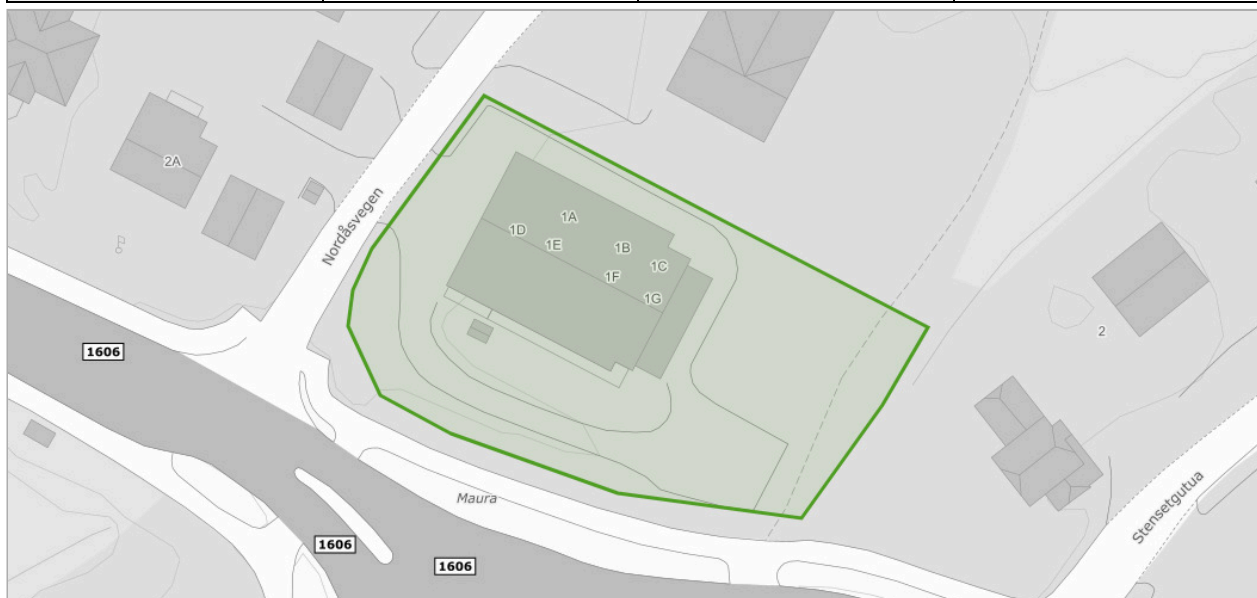 2A
Nordåsvegen
1A
1D
1E
1B
1C
1F
1G
2
1606
Maura
1606
1606
Stensetgutua